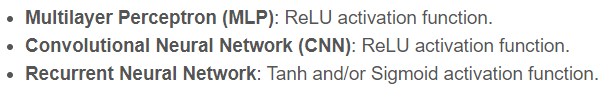 • Multilayer Perceptron (MLP): ReLU activation function.
• Convolutional Neural Network (CNN): ReLU activation function.
• Recurrent Neural Network: Tanh and/or Sigmoid activation function.